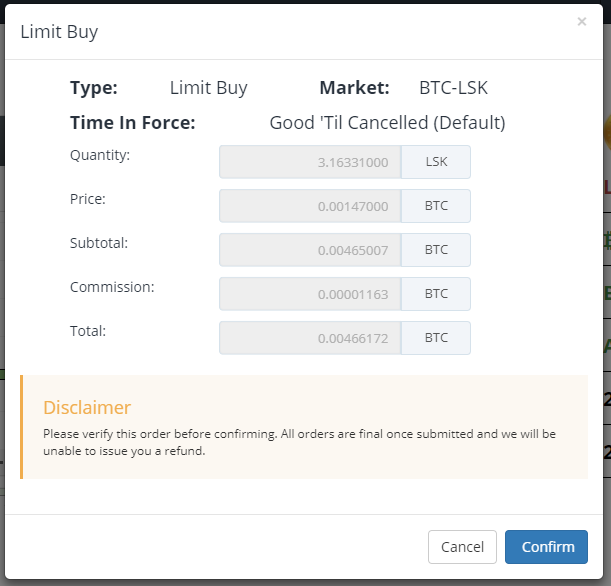 Limit Buy
×
Type: Limit Buy Market: BTC-LSK
Time In Force: Good 'Til Cancelled (Default)
Quantity: 3.16331000 LSK
Price: 0.00147000 BTC
Subtotal: 0.00465007 BTC
Commission: 0.00001163 BTC
Total: 0.00466172 BTC
Disclaimer
Please verify this order before confirming. All orders are final once submitted and we will be
unable to issue you a refund.
Cancel Confirm